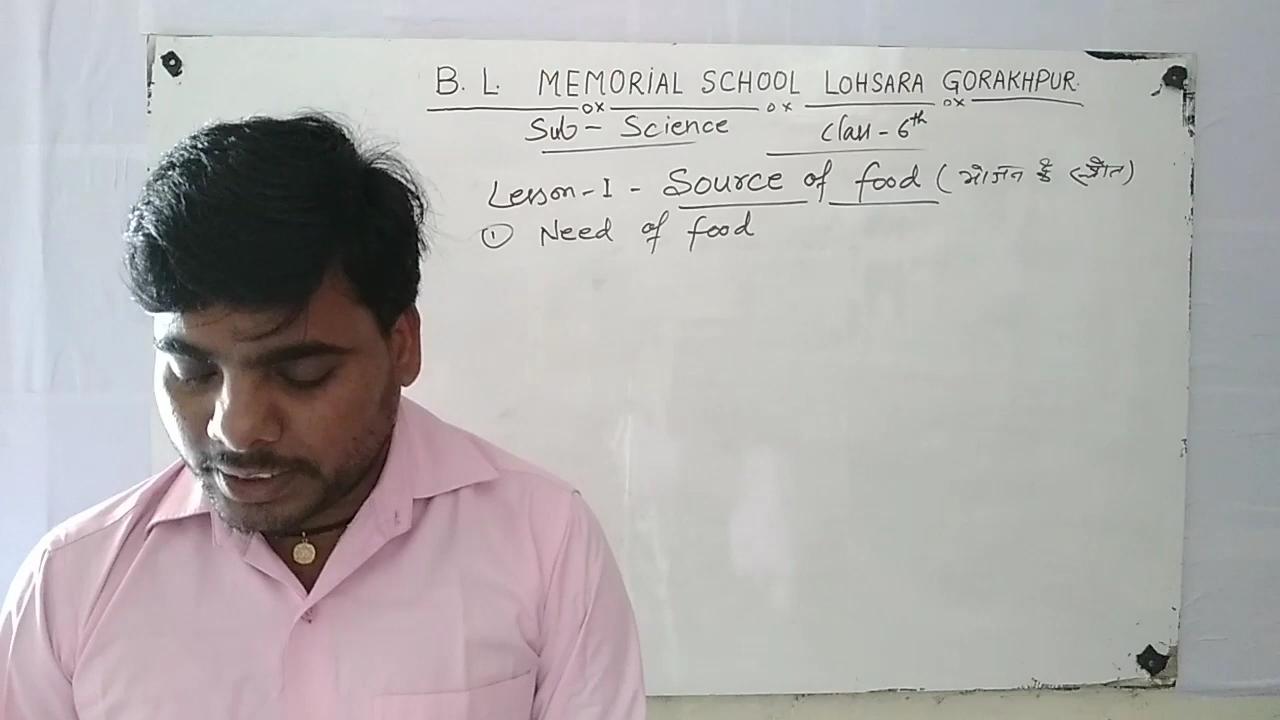 B. L. MEMORIAL SCHOOL LOHSARA GORAKHPUR.
Sub- Science Class - 6th
Lesson - I - Source of food ( भोजन के स्रोत )
① Need of food